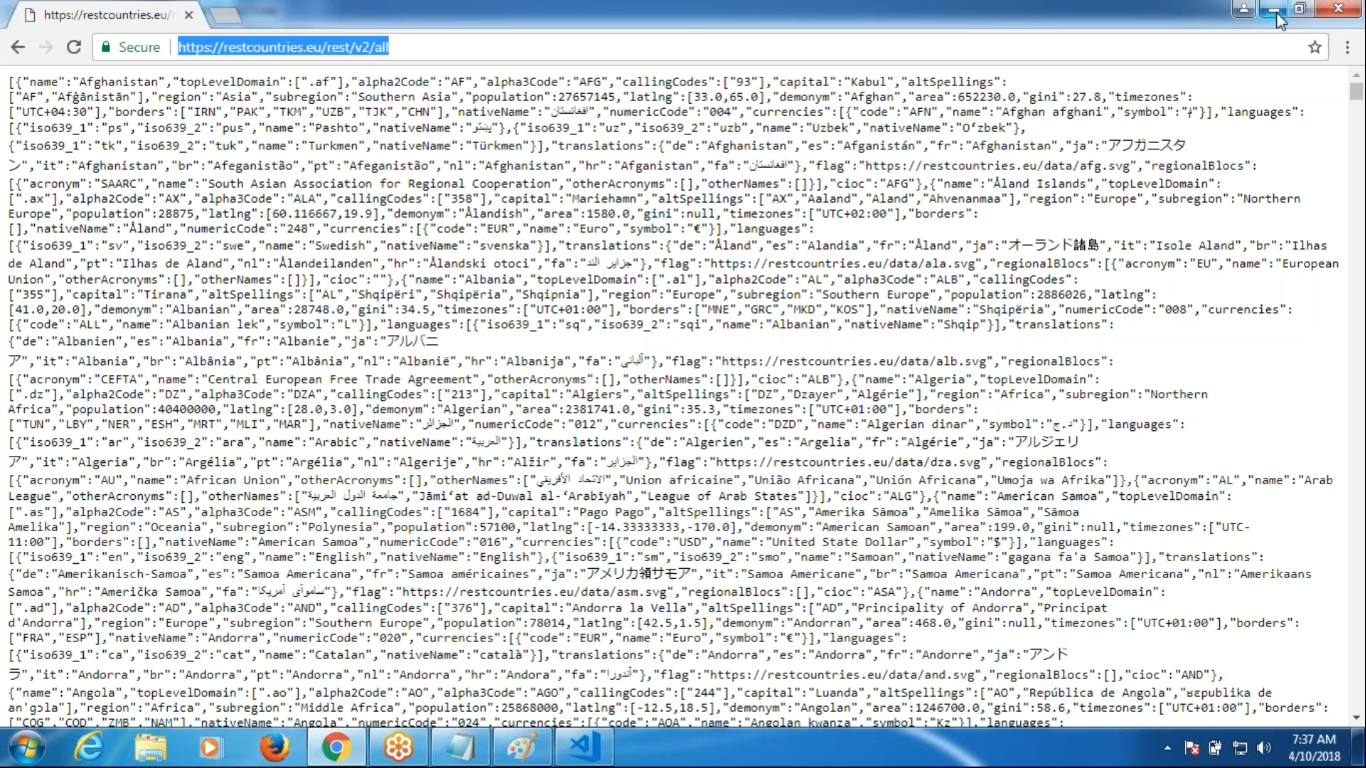 https://restcountries.eu/r
Secure
https://restcountries.eu/rest/v2/all
[{"name":"Afghanistan","topLevelDomain":[".af"],"alpha2Code":"AF","alpha3Code":"AFG","callingCodes":["93"],"capital":"Kabul","altSpellings":
["AF","Afġānistān"],"region":"Asia","subregion":"Southern Asia","population":27657145,"latlng":[33.0,65.0],"demonym":"Afghan","area":652230.0,"gini":27.8,"timezones":
["UTC+04:30"],"borders":["IRN","PAK","TKM","UZB","TJK","CHN"],"nativeName":"افغانستان","numericCode":"004","currencies":[{"code":"AFN","name":"Afghan afghani","symbol":"؋"}],"languages":
[{"iso639_1":"ps","iso639_2":"pus","name":"Pashto","nativeName":"پښتو"},{"iso639_1":"uz","iso639_2":"uzb","name":"Uzbek","nativeName":"Oʻzbek"},
{"iso639_1":"tk","iso639_2":"tuk","name":"Turkmen","nativeName":"Türkmen"}],"translations":{"de":"Afghanistan","es":"Afganistán","fr":"Afghanistan","ja":"アフガニスタ
ン","it":"Afghanistan","br":"Afeganistão","pt":"Afeganistão","nl":"Afghanistan","hr":"Afganistan","fa":"افغانستان"},"flag":"https://restcountries.eu/data/afg.svg","regionalBlocs":
[{"acronym":"SAARC","name":"South Asian Association for Regional Cooperation","otherAcronyms":[],"otherNames":[]}],"cioc":"AFG"},{"name":"Åland Islands","topLevelDomain":
[".ax"],"alpha2Code":"AX","alpha3Code":"ALA","callingCodes":["358"],"capital":"Mariehamn","altSpellings":["AX","Aaland","Aland","Ahvenanmaa"],"region":"Europe","subregion":"Northern
Europe","population":28875,"latlng":[60.116667,19.9],"demonym":"Ålandish","area":1580.0,"gini":null,"timezones":["UTC+02:00"],"borders":
[],"nativeName":"Åland","numericCode":"248","currencies":[{"code":"EUR","name":"Euro","symbol":"€"}],"languages":
[{"iso639_1":"sv","iso639_2":"swe","name":"Swedish","nativeName":"svenska"}],"translations":{"de":"Åland","es":"Alandia","fr":"Åland","ja":"オーランド諸島","it":"Isole Aland","br":"Ilhas
de Aland","pt":"Ilhas de Aland","nl":"Ålandeilanden","hr":"Ålandski otoci","fa":"جزایر الند"},"flag":"https://restcountries.eu/data/ala.svg","regionalBlocs":[{"acronym":"EU","name":"European
Union","otherAcronyms":[],"otherNames":[]}],"cioc":""},{"name":"Albania","topLevelDomain":[".al"],"alpha2Code":"AL","alpha3Code":"ALB","callingCodes":
["355"],"capital":"Tirana","altSpellings":["AL","Shqipëri","Shqipëria","Shqipnia"],"region":"Europe","subregion":"Southern Europe","population":2886026,"latlng":
[41.0,20.0],"demonym":"Albanian","area":28748.0,"gini":34.5,"timezones":["UTC+01:00"],"borders":["MNE","GRC","MKD","KOS"],"nativeName":"Shqipëria","numericCode":"008","currencies":
[{"code":"ALL","name":"Albanian lek","symbol":"L"}],"languages":[{"iso639_1":"sq","iso639_2":"sqi","name":"Albanian","nativeName":"Shqip"}],"translations":
{"de":"Albanien","es":"Albania","fr":"Albanie","ja":"アルバニ
ア","it":"Albania","br":"Albânia","pt":"Albânia","nl":"Albanië","hr":"Albanija","fa":"آلبانی"},"flag":"https://restcountries.eu/data/alb.svg","regionalBlocs":
[{"acronym":"CEFTA","name":"Central European Free Trade Agreement","otherAcronyms":[],"otherNames":[]}],"cioc":"ALB"},{"name":"Algeria","topLevelDomain":
[".dz"],"alpha2Code":"DZ","alpha3Code":"DZA","callingCodes":["213"],"capital":"Algiers","altSpellings":["DZ","Dzayer","Algérie"],"region":"Africa","subregion":"Northern
Africa","population":40400000,"latlng":[28.0,3.0],"demonym":"Algerian","area":2381741.0,"gini":35.3,"timezones":["UTC+01:00"],"borders":
["TUN","LBY","NER","ESH","MRT","MLI","MAR"],"nativeName":"الجزائر","numericCode":"012","currencies":[{"code":"DZD","name":"Algerian dinar","symbol":"د.ج"}],"languages":
[{"iso639_1":"ar","iso639_2":"ara","name":"Arabic","nativeName":"العربية"}],"translations":{"de":"Algerien","es":"Argelia","fr":"Algérie","ja":"アルジェリ
ア","it":"Algeria","br":"Argélia","pt":"Argélia","nl":"Algerije","hr":"Alžir","fa":"الجزایر"},"flag":"https://restcountries.eu/data/dza.svg","regionalBlocs":
[{"acronym":"AU","name":"African Union","otherAcronyms":[],"otherNames":["الاتحاد الأفريقي","Union africaine","União Africana","Unión Africana","Umoja wa Afrika"]},{"acronym":"AL","name":"Arab
League","otherAcronyms":[],"otherNames":["جامعة الدول العربية","Jāmiʻat ad-Duwal al-ʻArabīyah","League of Arab States"]}],"cioc":"ALG"},{"name":"American Samoa","topLevelDomain":
[".as"],"alpha2Code":"AS","alpha3Code":"ASM","callingCodes":["1684"],"capital":"Pago Pago","altSpellings":["AS","Amerika Sāmoa","Amelika Sāmoa","Sāmoa
Amelika"],"region":"Oceania","subregion":"Polynesia","population":57100,"latlng":[-14.33333333,-170.0],"demonym":"American Samoan","area":199.0,"gini":null,"timezones":["UTC-
11:00"],"borders":[],"nativeName":"American Samoa","numericCode":"016","currencies":[{"code":"USD","name":"United State Dollar","symbol":"$"}],"languages":
[{"iso639_1":"en","iso639_2":"eng","name":"English","nativeName":"English"},{"iso639_1":"sm","iso639_2":"smo","name":"Samoan","nativeName":"gagana fa'a Samoa"}],"translations":
{"de":"Amerikanisch-Samoa","es":"Samoa Americana","fr":"Samoa américaines","ja":"アメリカ領サモア","it":"Samoa Americane","br":"Samoa Americana","pt":"Samoa Americana","nl":"Amerikaans
Samoa","hr":"Američka Samoa","fa":"ساموآی آمریکا"},"flag":"https://restcountries.eu/data/asm.svg","regionalBlocs":[],"cioc":"ASA"},{"name":"Andorra","topLevelDomain":
[".ad"],"alpha2Code":"AD","alpha3Code":"AND","callingCodes":["376"],"capital":"Andorra la Vella","altSpellings":["AD","Principality of Andorra","Principat
d'Andorra"],"region":"Europe","subregion":"Southern Europe","population":78014,"latlng":[42.5,1.5],"demonym":"Andorran","area":468.0,"gini":null,"timezones":["UTC+01:00"],"borders":
["FRA","ESP"],"nativeName":"Andorra","numericCode":"020","currencies":[{"code":"EUR","name":"Euro","symbol":"€"}],"languages":
[{"iso639_1":"ca","iso639_2":"cat","name":"Catalan","nativeName":"català"}],"translations":{"de":"Andorra","es":"Andorra","fr":"Andorre","ja":"アンド
ラ","it":"Andorra","br":"Andorra","pt":"Andorra","nl":"Andorra","hr":"Andora","fa":"آندورا"},"flag":"https://restcountries.eu/data/and.svg","regionalBlocs":[],"cioc":"AND"},
{"name":"Angola","topLevelDomain":[".ao"],"alpha2Code":"AO","alpha3Code":"AGO","callingCodes":["244"],"capital":"Luanda","altSpellings":["AO","República de Angola","ʁɛpublika de
an'ɡɔla"],"region":"Africa","subregion":"Middle Africa","population":25868000,"latlng":[-12.5,18.5],"demonym":"Angolan","area":1246700.0,"gini":58.6,"timezones":["UTC+01:00"],"borders":
["COG","COD","ZMB","NAM"],"nativeName":"Angola","numericCode":"024","currencies":[{"code":"AOA","name":"Angolan kwanza","symbol":"Kz"}],"languages":
7:37 AM
4/10/2018